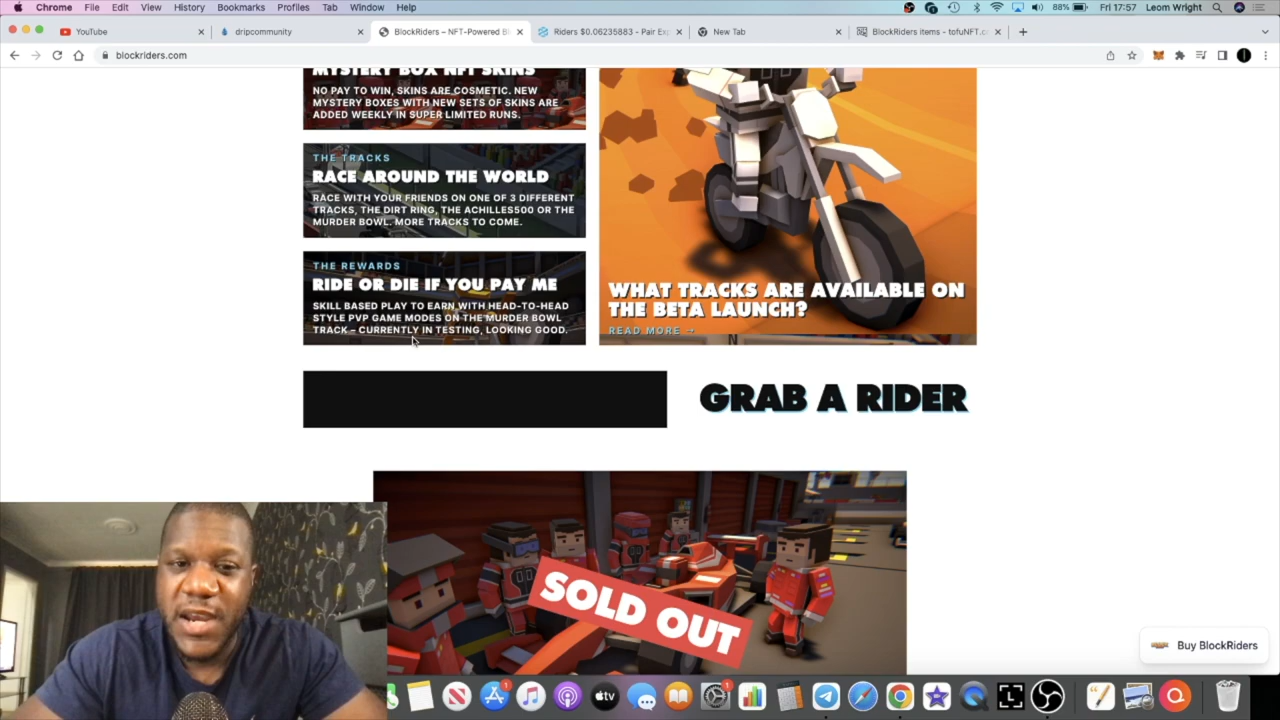 Chrome File Edit View History Bookmarks Profiles Tab Window Help
88% Fri 17:57 Leom Wright
YouTube
dripcommunity
BlockRiders – NFT-Powered Bl
Riders $0.06235883 - Pair Exp
New Tab
BlockRiders items - tofuNFT.c
blockriders.com
MYSTERY BOX NFT SKINS
NO PAY TO WIN, SKINS ARE COSMETIC. NEW
MYSTERY BOXES WITH NEW SETS OF SKINS ARE
ADDED WEEKLY IN SUPER LIMITED RUNS.
THE TRACKS
RACE AROUND THE WORLD
RACE WITH YOUR FRIENDS ON ONE OF 3 DIFFERENT
TRACKS, THE DIRT RING, THE ACHILLES500 OR THE
MURDER BOWL. MORE TRACKS TO COME.
THE REWARDS
RIDE OR DIE IF YOU PAY ME
SKILL BASED PLAY TO EARN WITH HEAD-TO-HEAD
STYLE PVP GAME MODES ON THE MURDER BOWL
TRACK – CURRENTLY IN TESTING, LOOKING GOOD.
WHAT TRACKS ARE AVAILABLE ON
THE BETA LAUNCH?
READ MORE →
GRAB A RIDER
SOLD OUT
Buy BlockRiders
tv